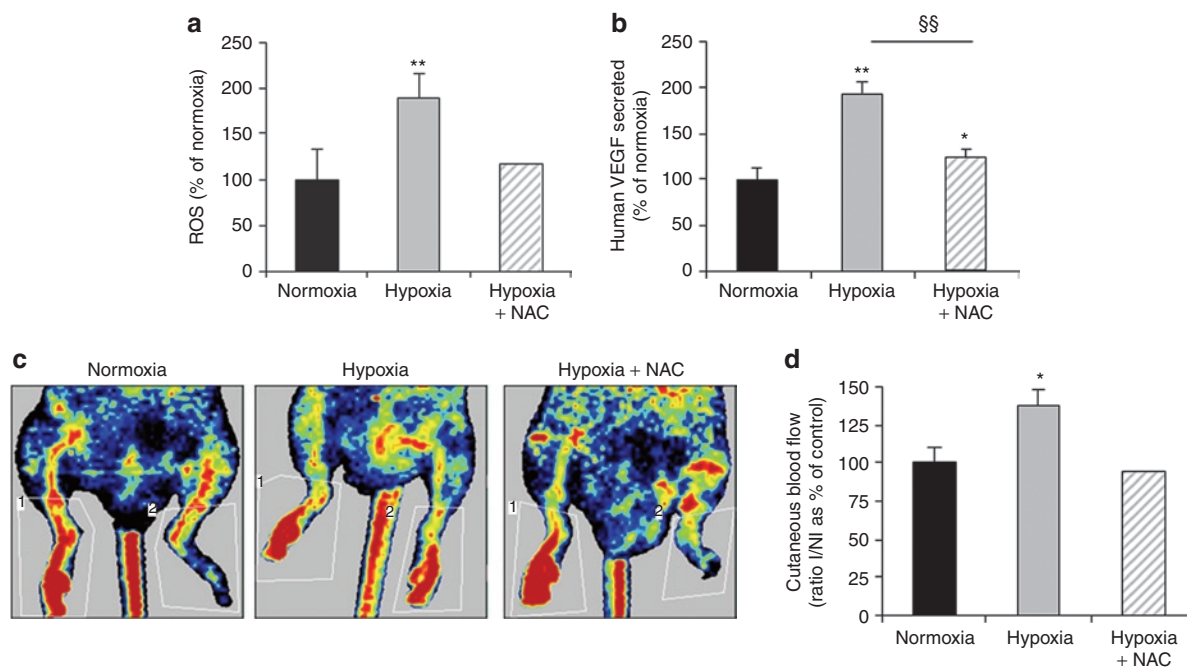 a
ROS (% of normoxia)
250
200
150
100
50
0
**
Normoxia
Hypoxia
Hypoxia
+ NAC
b
Human VEGF secreted
(% of normoxia)
250
200
150
100
50
0
§§
**
*
Normoxia
Hypoxia
Hypoxia
+ NAC
c
Normoxia
Hypoxia
Hypoxia + NAC
1
2
1
2
1
2
d
Cutaneous blood flow
(ratio I/NI as % of control)
150
125
100
75
50
25
0
*
Normoxia
Hypoxia
Hypoxia
+ NAC